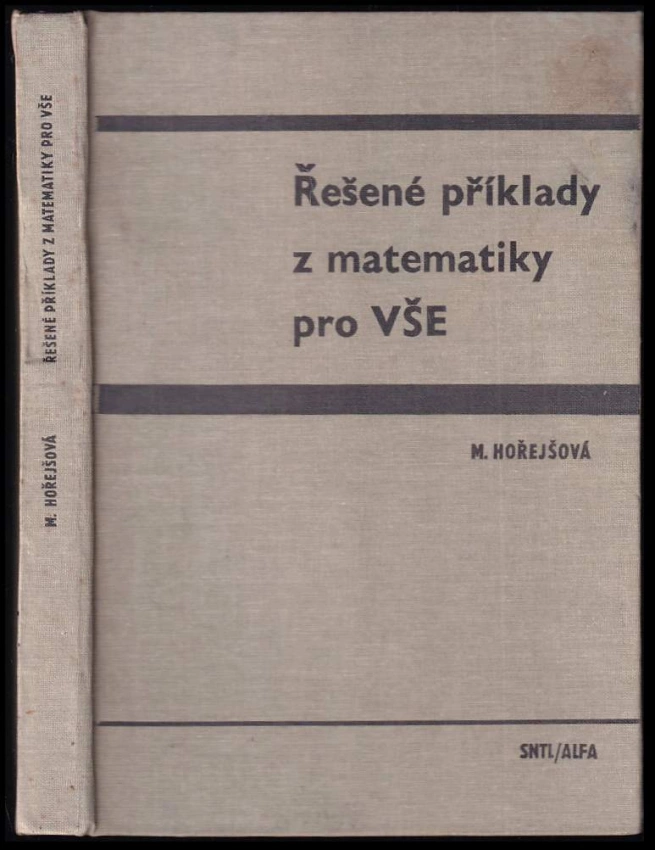 ŘEŠENÉ PŘÍKLADY Z MATEMATIKY PRO VŠE
M. HOŘEJŠOVÁ
Řešené příklady
z matematiky
pro VŠE
M. HOŘEJŠOVÁ
SNTL/ALFA